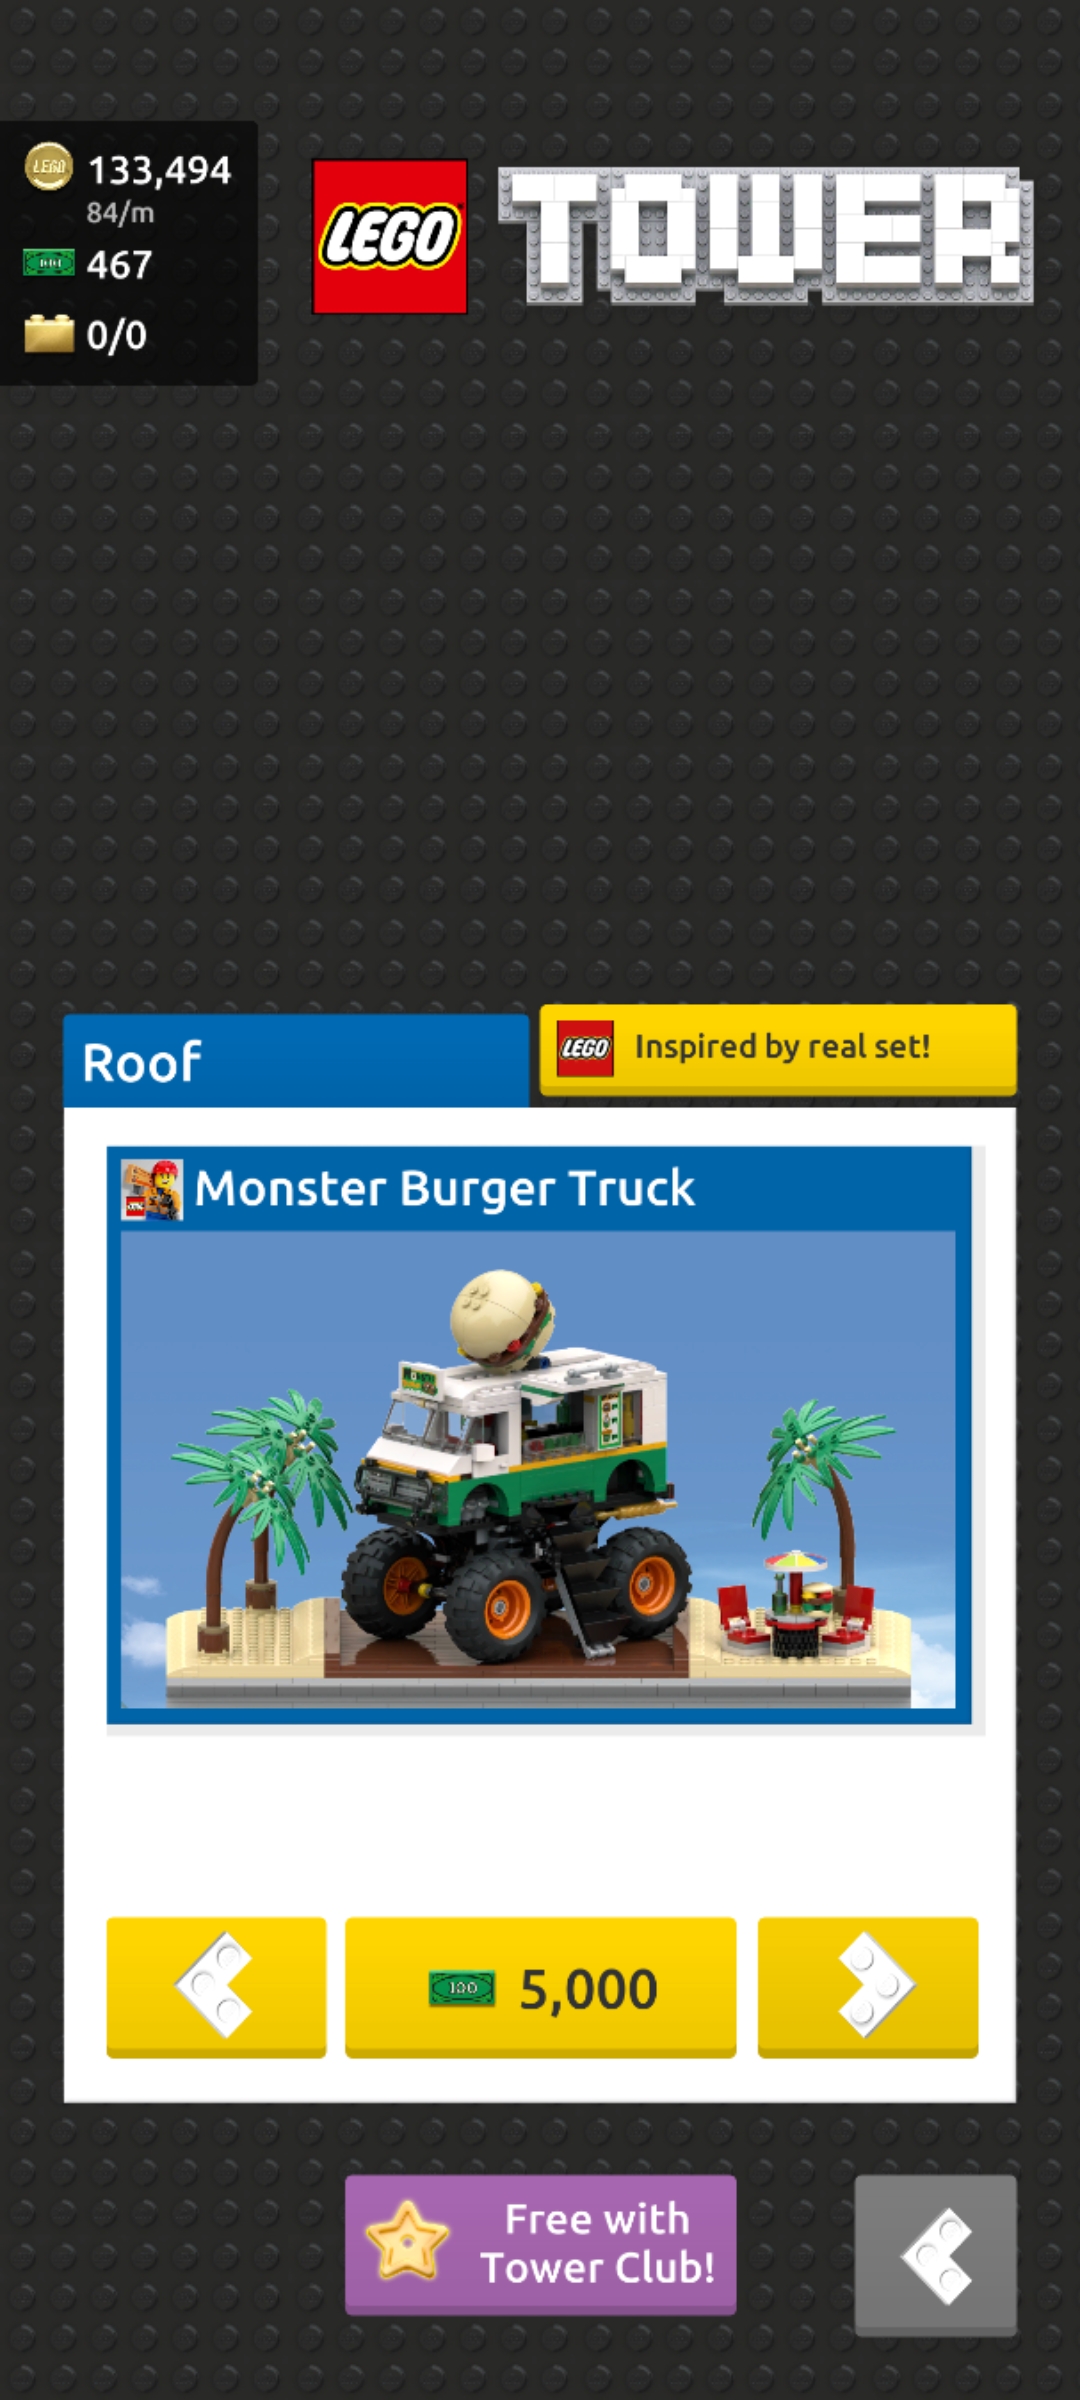 133,494
84/m
467
0/0
LEGO
TOWER
Roof
LEGO Inspired by real set!
Monster Burger Truck
5,000
Free with
Tower Club!